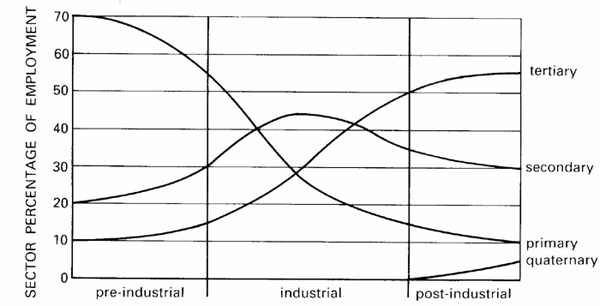 SECTOR PERCENTAGE OF EMPLOYMENT
70
60
50
40
30
20
10
0
tertiary
secondary
primary
quaternary
pre-industrial
industrial
post-industrial